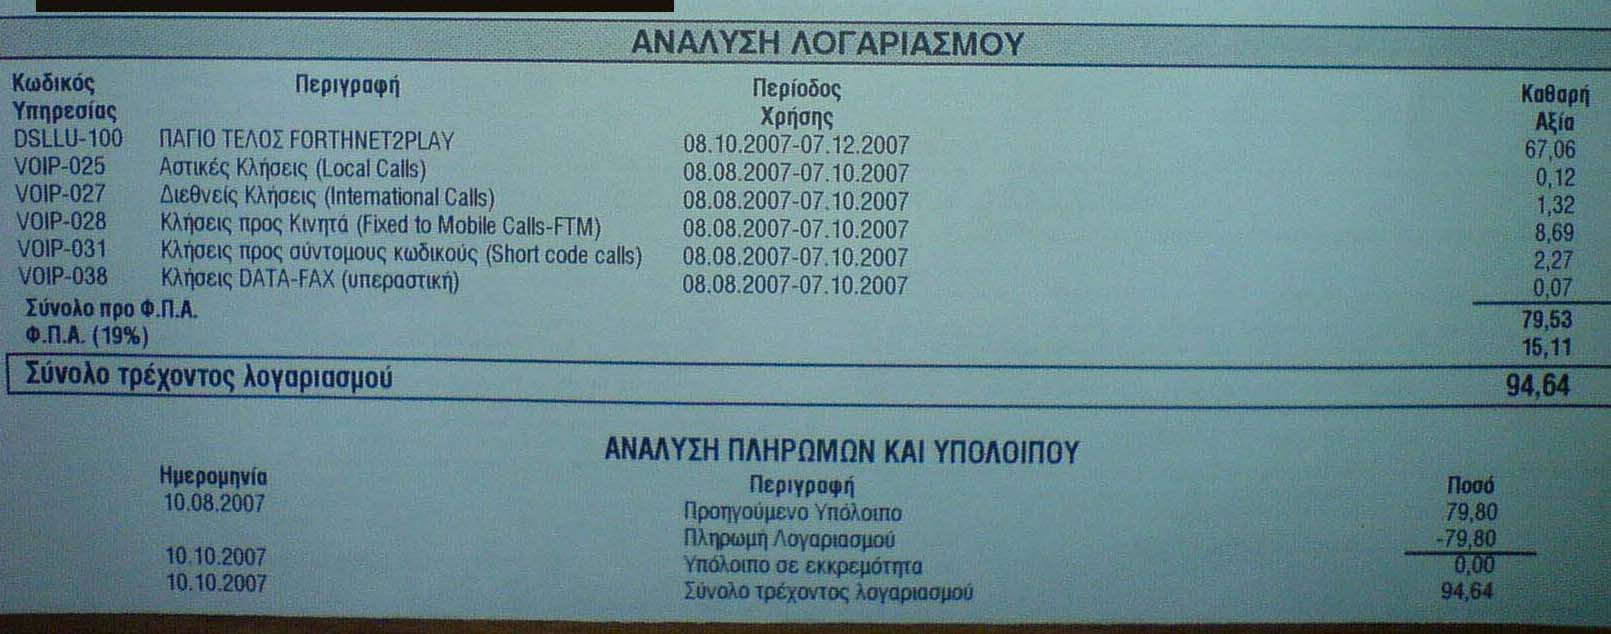 ΑΝΑΛΥΣΗ ΛΟΓΑΡΙΑΣΜΟΥ
Κωδικός Υπηρεσίας Περιγραφή Περίοδος Χρήσης Καθαρή Αξία
DSLLU-100 ΠΑΓΙΟ ΤΕΛΟΣ FORTHNET2PLAY 08.10.2007-07.12.2007 67,06
VOIP-025 Αστικές Κλήσεις (Local Calls) 08.08.2007-07.10.2007 0,12
VOIP-027 Διεθνείς Κλήσεις (International Calls) 08.08.2007-07.10.2007 1,32
VOIP-028 Κλήσεις προς Κινητά (Fixed to Mobile Calls-FTM) 08.08.2007-07.10.2007 8,69
VOIP-031 Κλήσεις προς σύντομους κωδικούς (Short code calls) 08.08.2007-07.10.2007 2,27
VOIP-038 Κλήσεις DATA-FAX (υπεραστική) 08.08.2007-07.10.2007 0,07
Σύνολο προ Φ.Π.Α. 79,53
Φ.Π.Α. (19%) 15,11
Σύνολο τρέχοντος λογαριασμού 94,64
ΑΝΑΛΥΣΗ ΠΛΗΡΩΜΩΝ ΚΑΙ ΥΠΟΛΟΙΠΟΥ
Ημερομηνία Περιγραφή Ποσό
10.08.2007 Προηγούμενο Υπόλοιπο 79,80
Πληρωμή Λογαριασμού -79,80
10.10.2007 Υπόλοιπο σε εκκρεμότητα 0,00
10.10.2007 Σύνολο τρέχοντος λογαριασμού 94,64